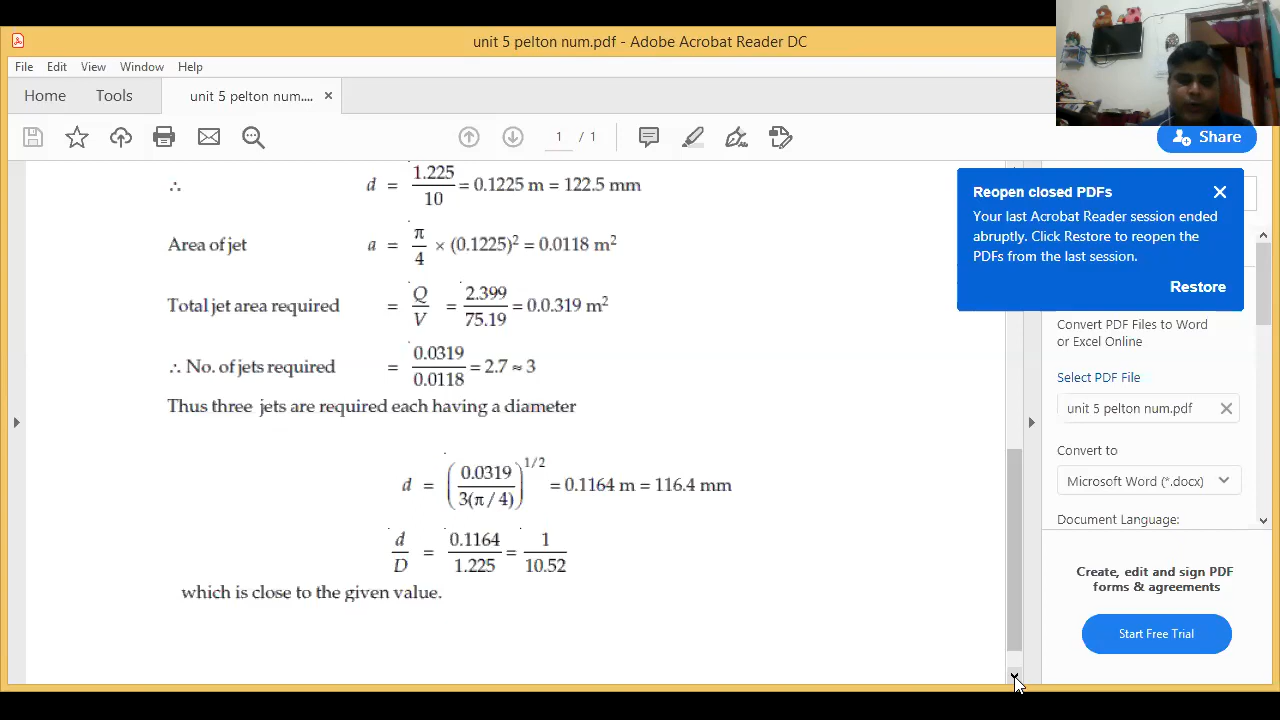 unit 5 pelton num.pdf - Adobe Acrobat Reader DC
File Edit View Window Help
Home Tools unit 5 pelton num.... ×
1 / 1
Share
∴ d = 1.225/10 = 0.1225 m = 122.5 mm
Area of jet a = π/4 × (0.1225)² = 0.0118 m²
Total jet area required = Q/V = 2.399/75.19 = 0.0.319 m²
∴ No. of jets required = 0.0319/0.0118 = 2.7 ≈ 3
Thus three jets are required each having a diameter
d = (0.0319/3(π/4))^1/2 = 0.1164 m = 116.4 mm
d/D = 0.1164/1.225 = 1/10.52
which is close to the given value.
Reopen closed PDFs
Your last Acrobat Reader session ended
abruptly. Click Restore to reopen the
PDFs from the last session.
Restore
Convert PDF Files to Word
or Excel Online
Select PDF File
unit 5 pelton num.pdf
Convert to
Microsoft Word (*.docx)
Document Language:
Create, edit and sign PDF
forms & agreements
Start Free Trial